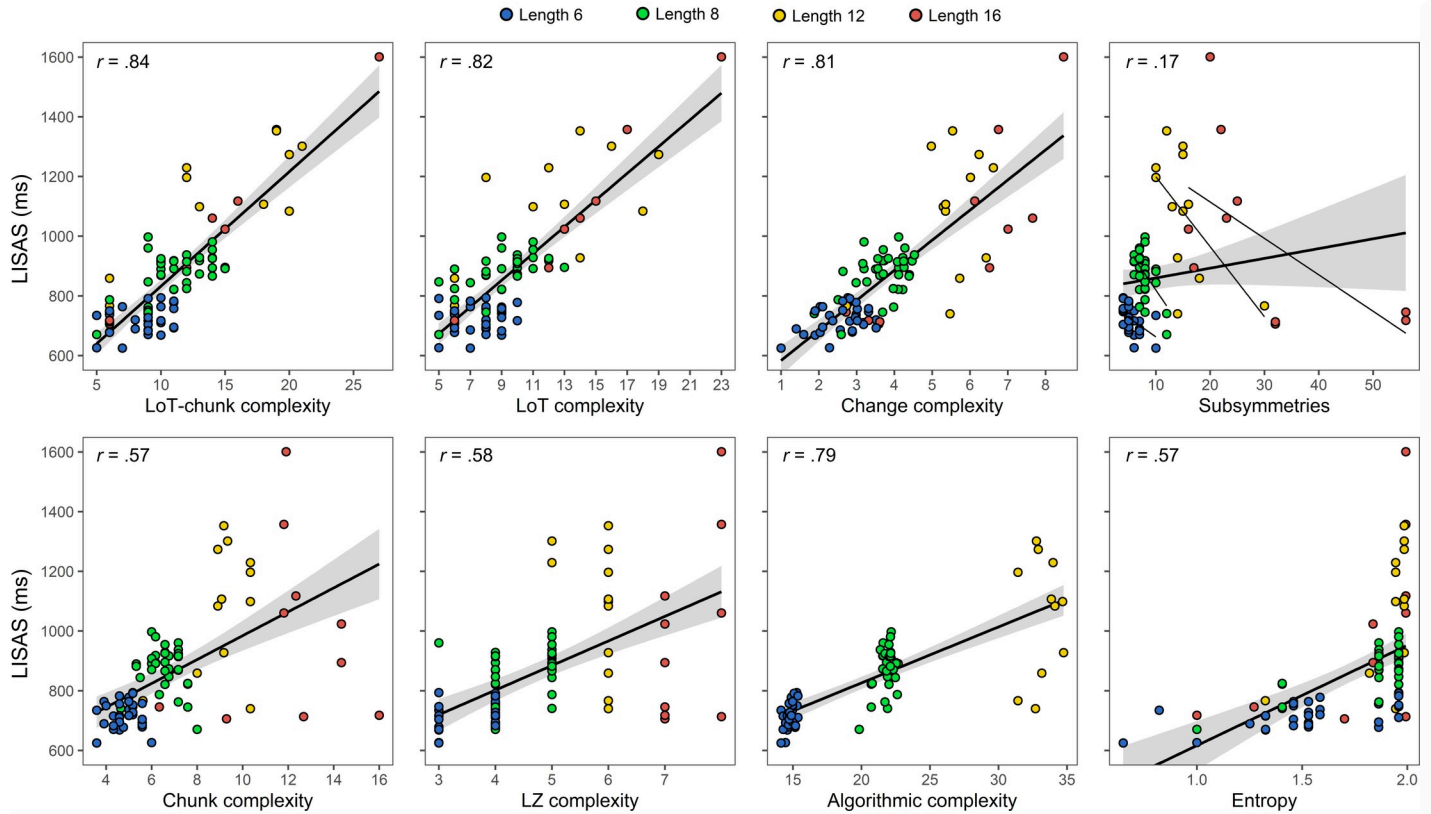 Length 6 Length 8 Length 12 Length 16
r = .84 r = .82 r = .81 r = .17
1600
1400
1200
1000
800
600
LISAS (ms)
5 10 15 20 25
5 7 9 11 13 15 17 19 21 23
1 2 3 4 5 6 7 8
10 20 30 40 50
LoT-chunk complexity LoT complexity Change complexity Subsymmetries
r = .57 r = .58 r = .79 r = .57
1600
1400
1200
1000
800
600
LISAS (ms)
4 6 8 10 12 14 16
3 4 5 6 7
15 20 25 30 35
1.0 1.5 2.0
Chunk complexity LZ complexity Algorithmic complexity Entropy